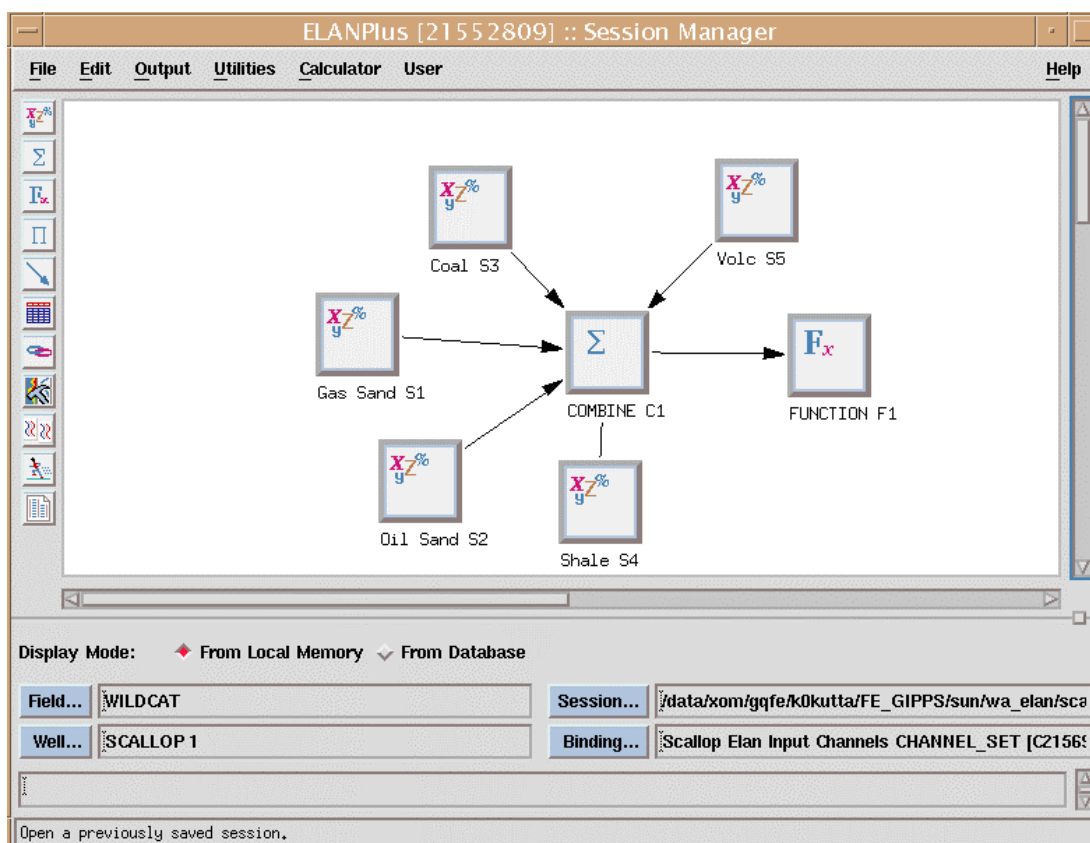 ELANPlus [21552809] :: Session Manager
File Edit Output Utilities Calculator User Help
Coal S3
Volc S5
Gas Sand S1
COMBINE C1
FUNCTION F1
Oil Sand S2
Shale S4
Display Mode: From Local Memory From Database
Field... WILDCAT Session... /data/xom/gqfe/k0kutta/FE_GIPPS/sun/wa_elan/sca
Well... SCALLOP 1 Binding... Scallop Elan Input Channels CHANNEL_SET [C2156
Open a previously saved session.